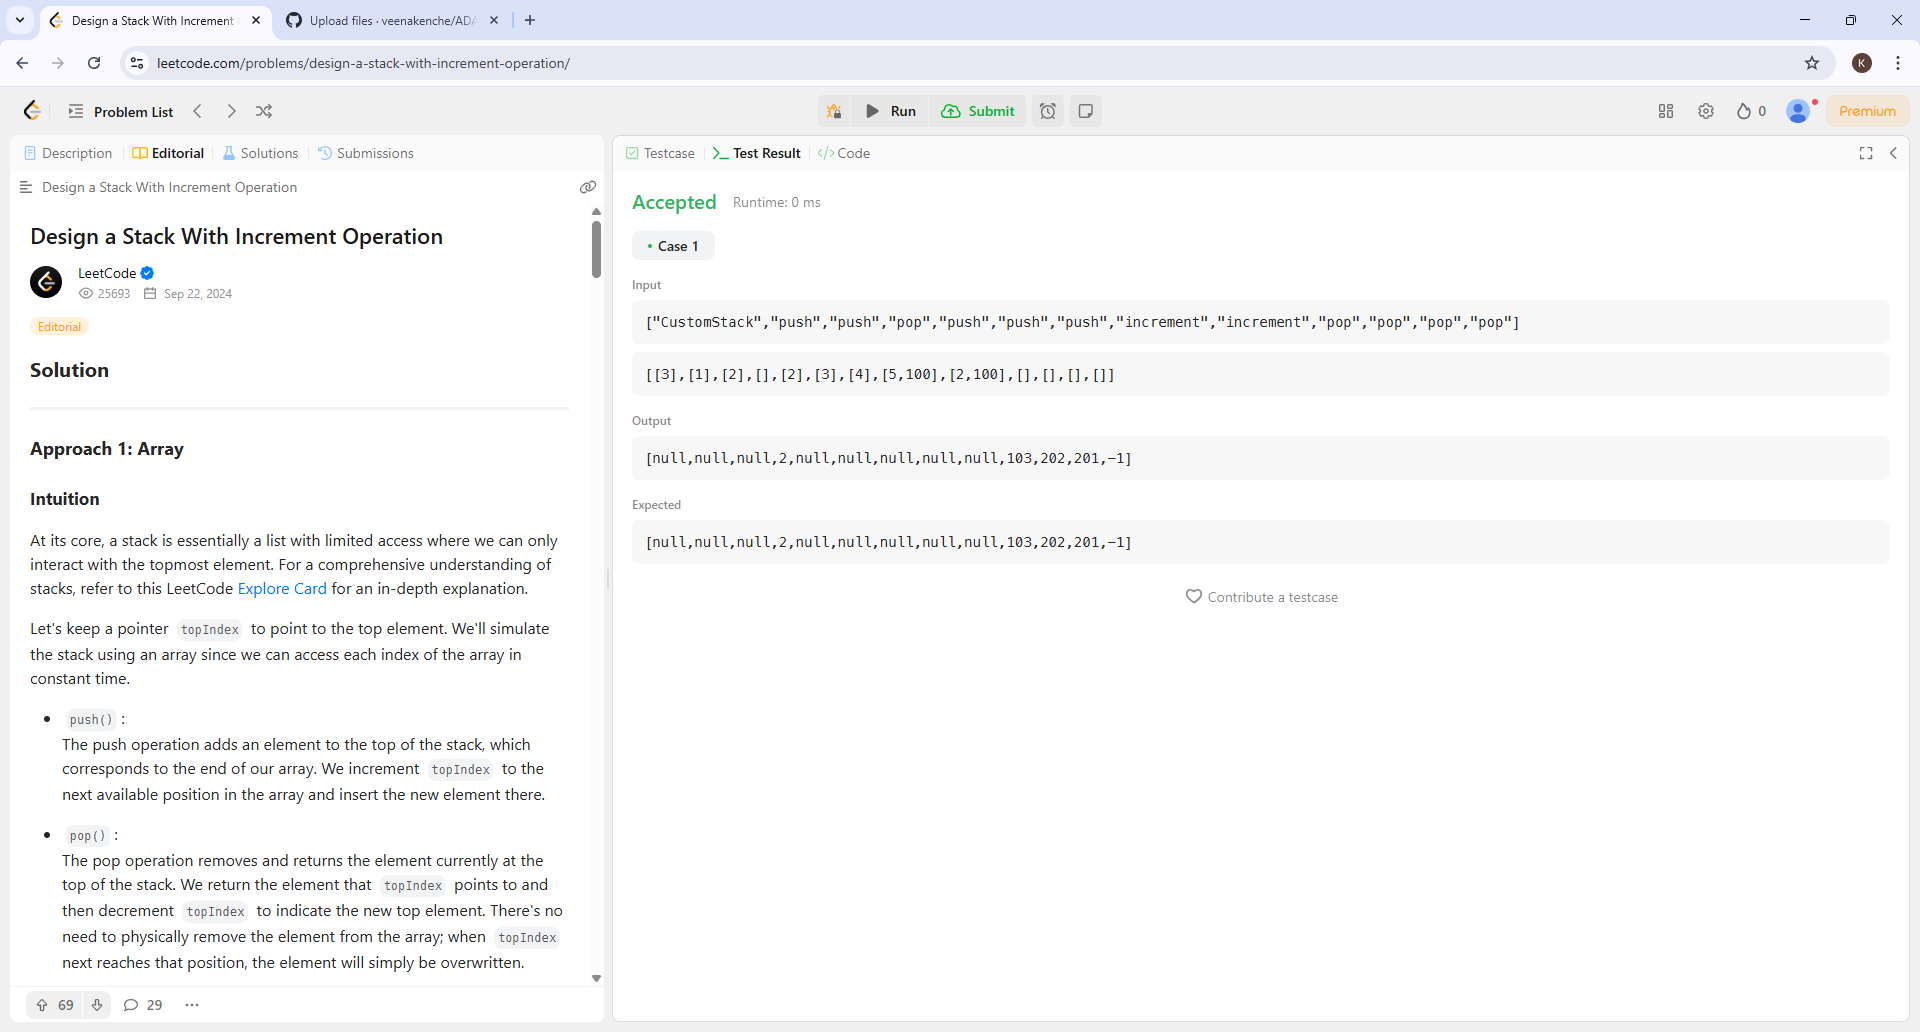 Design a Stack With Increment
Upload files · veenakenche/ADA
leetcode.com/problems/design-a-stack-with-increment-operation/
K
Problem List
Run
Submit
0
Premium
Description
Editorial
Solutions
Submissions
Design a Stack With Increment Operation
Design a Stack With Increment Operation
LeetCode
25693
Sep 22, 2024
Editorial
Solution
Approach 1: Array
Intuition
At its core, a stack is essentially a list with limited access where we can only
interact with the topmost element. For a comprehensive understanding of
stacks, refer to this LeetCode Explore Card for an in-depth explanation.
Let's keep a pointer topIndex to point to the top element. We'll simulate
the stack using an array since we can access each index of the array in
constant time.
• push() :
The push operation adds an element to the top of the stack, which
corresponds to the end of our array. We increment topIndex to the
next available position in the array and insert the new element there.
• pop() :
The pop operation removes and returns the element currently at the
top of the stack. We return the element that topIndex points to and
then decrement topIndex to indicate the new top element. There's no
need to physically remove the element from the array; when topIndex
next reaches that position, the element will simply be overwritten.
69
29
Testcase
Test Result
Code
Accepted
Runtime: 0 ms
• Case 1
Input
["CustomStack","push","push","pop","push","push","push","increment","increment","pop","pop","pop","pop"]
[[3],[1],[2],[],[2],[3],[4],[5,100],[2,100],[],[],[],[]]
Output
[null,null,null,2,null,null,null,null,null,103,202,201,-1]
Expected
[null,null,null,2,null,null,null,null,null,103,202,201,-1]
Contribute a testcase